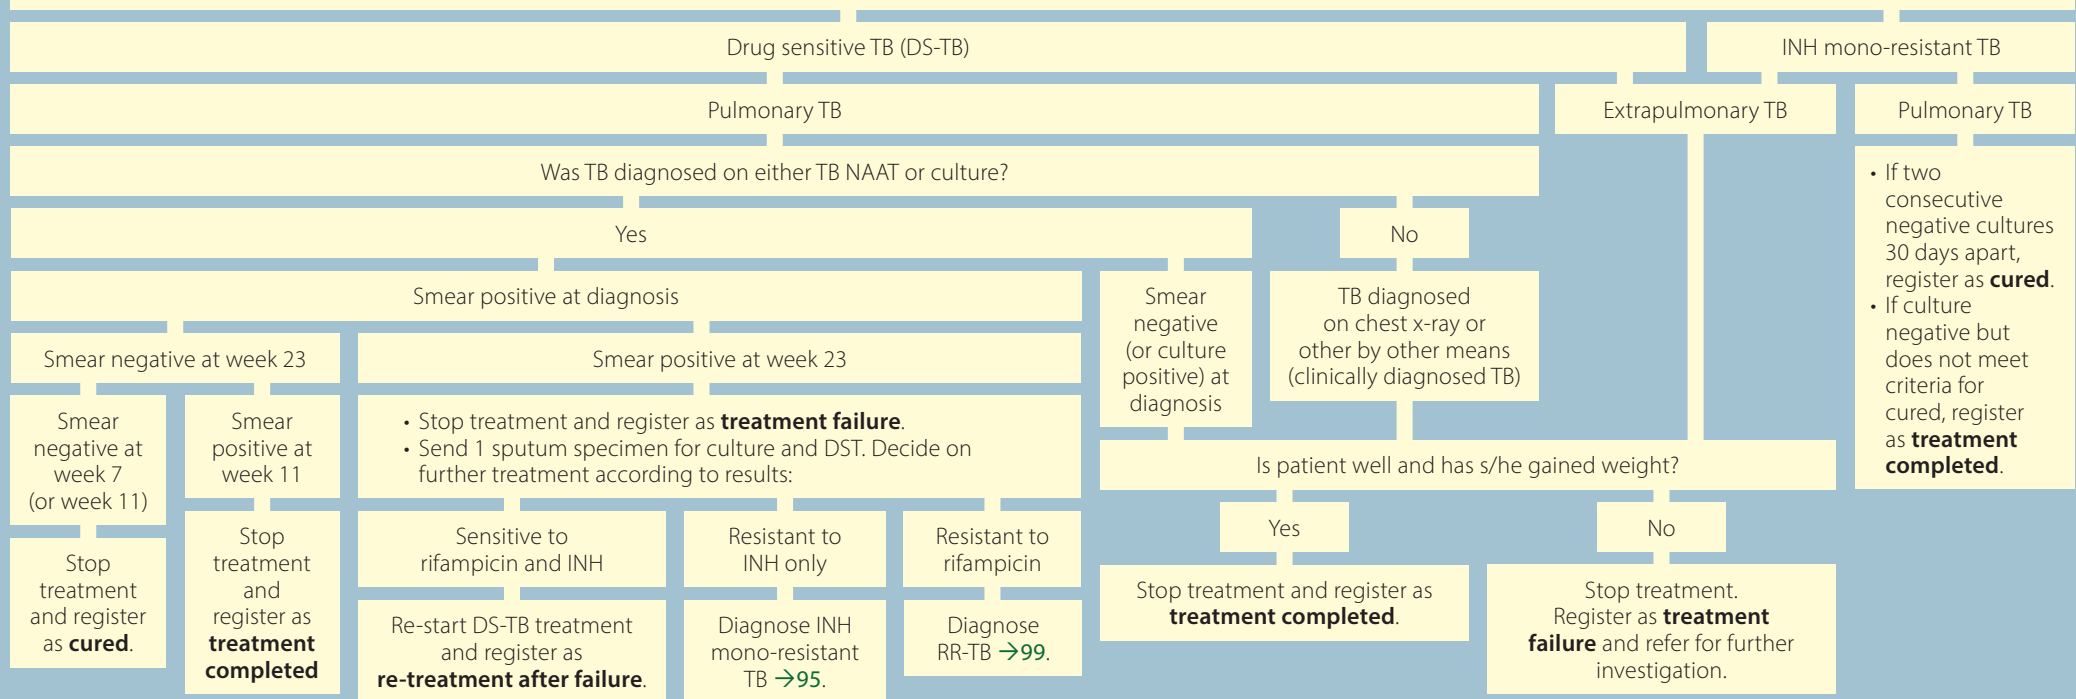 Drug sensitive TB (DS-TB)
INH mono-resistant TB
Pulmonary TB
Extrapulmonary TB
Pulmonary TB
Was TB diagnosed on either TB NAAT or culture?
Yes
No
Smear positive at diagnosis
Smear
negative
(or culture
positive) at
diagnosis
TB diagnosed
on chest x-ray or
other by other means
(clinically diagnosed TB)
• If two
consecutive
negative cultures
30 days apart,
register as cured.
• If culture
negative but
does not meet
criteria for
cured, register
as treatment
completed.
Smear negative at week 23
Smear positive at week 23
Smear
negative at
week 7
(or week 11)
Smear
positive at
week 11
• Stop treatment and register as treatment failure.
• Send 1 sputum specimen for culture and DST. Decide on
further treatment according to results:
Is patient well and has s/he gained weight?
Stop
treatment
and register
as cured.
Stop
treatment
and
register as
treatment
completed
Sensitive to
rifampicin and INH
Resistant to
INH only
Resistant to
rifampicin
Yes
No
Re-start DS-TB treatment
and register as
re-treatment after failure.
Diagnose INH
mono-resistant
TB →95.
Diagnose
RR-TB →99.
Stop treatment and register as
treatment completed.
Stop treatment.
Register as treatment
failure and refer for further
investigation.